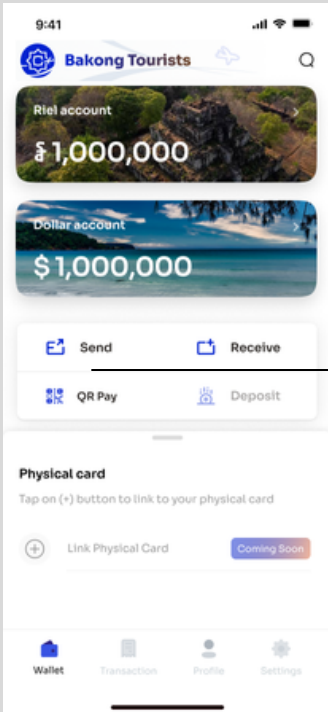 9:41
Bakong Tourists
Riel account
៛ 1,000,000
Dollar account
$ 1,000,000
Send
Receive
QR Pay
Deposit
Physical card
Tap on (+) button to link to your physical card
Link Physical Card
Coming Soon
Wallet
Transaction
Profile
Settings